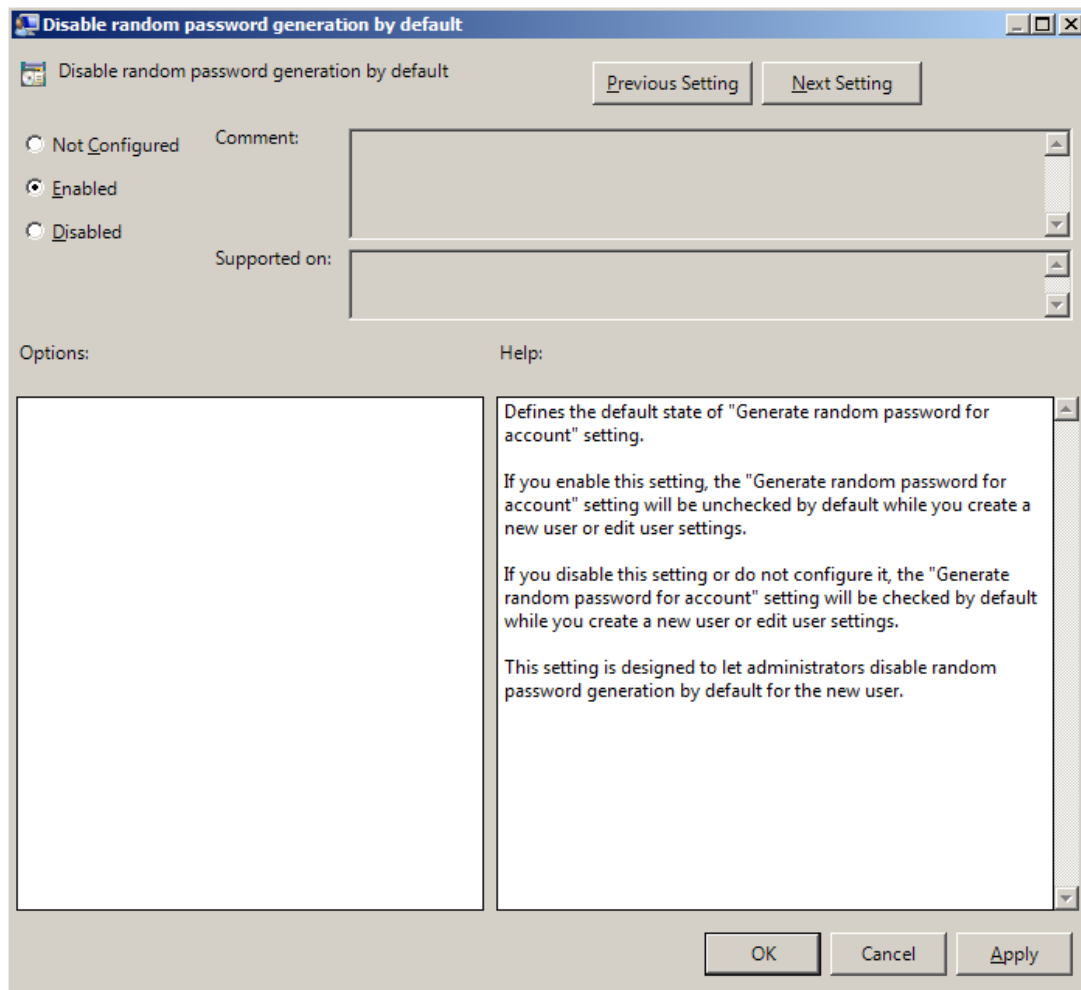 Disable random password generation by default
Disable random password generation by default
Previous Setting
Next Setting
Not Configured
Comment:
Enabled
Disabled
Supported on:
Options:
Help:
Defines the default state of "Generate random password for
account" setting.
If you enable this setting, the "Generate random password for
account" setting will be unchecked by default while you create a
new user or edit user settings.
If you disable this setting or do not configure it, the "Generate
random password for account" setting will be checked by default
while you create a new user or edit user settings.
This setting is designed to let administrators disable random
password generation by default for the new user.
OK
Cancel
Apply